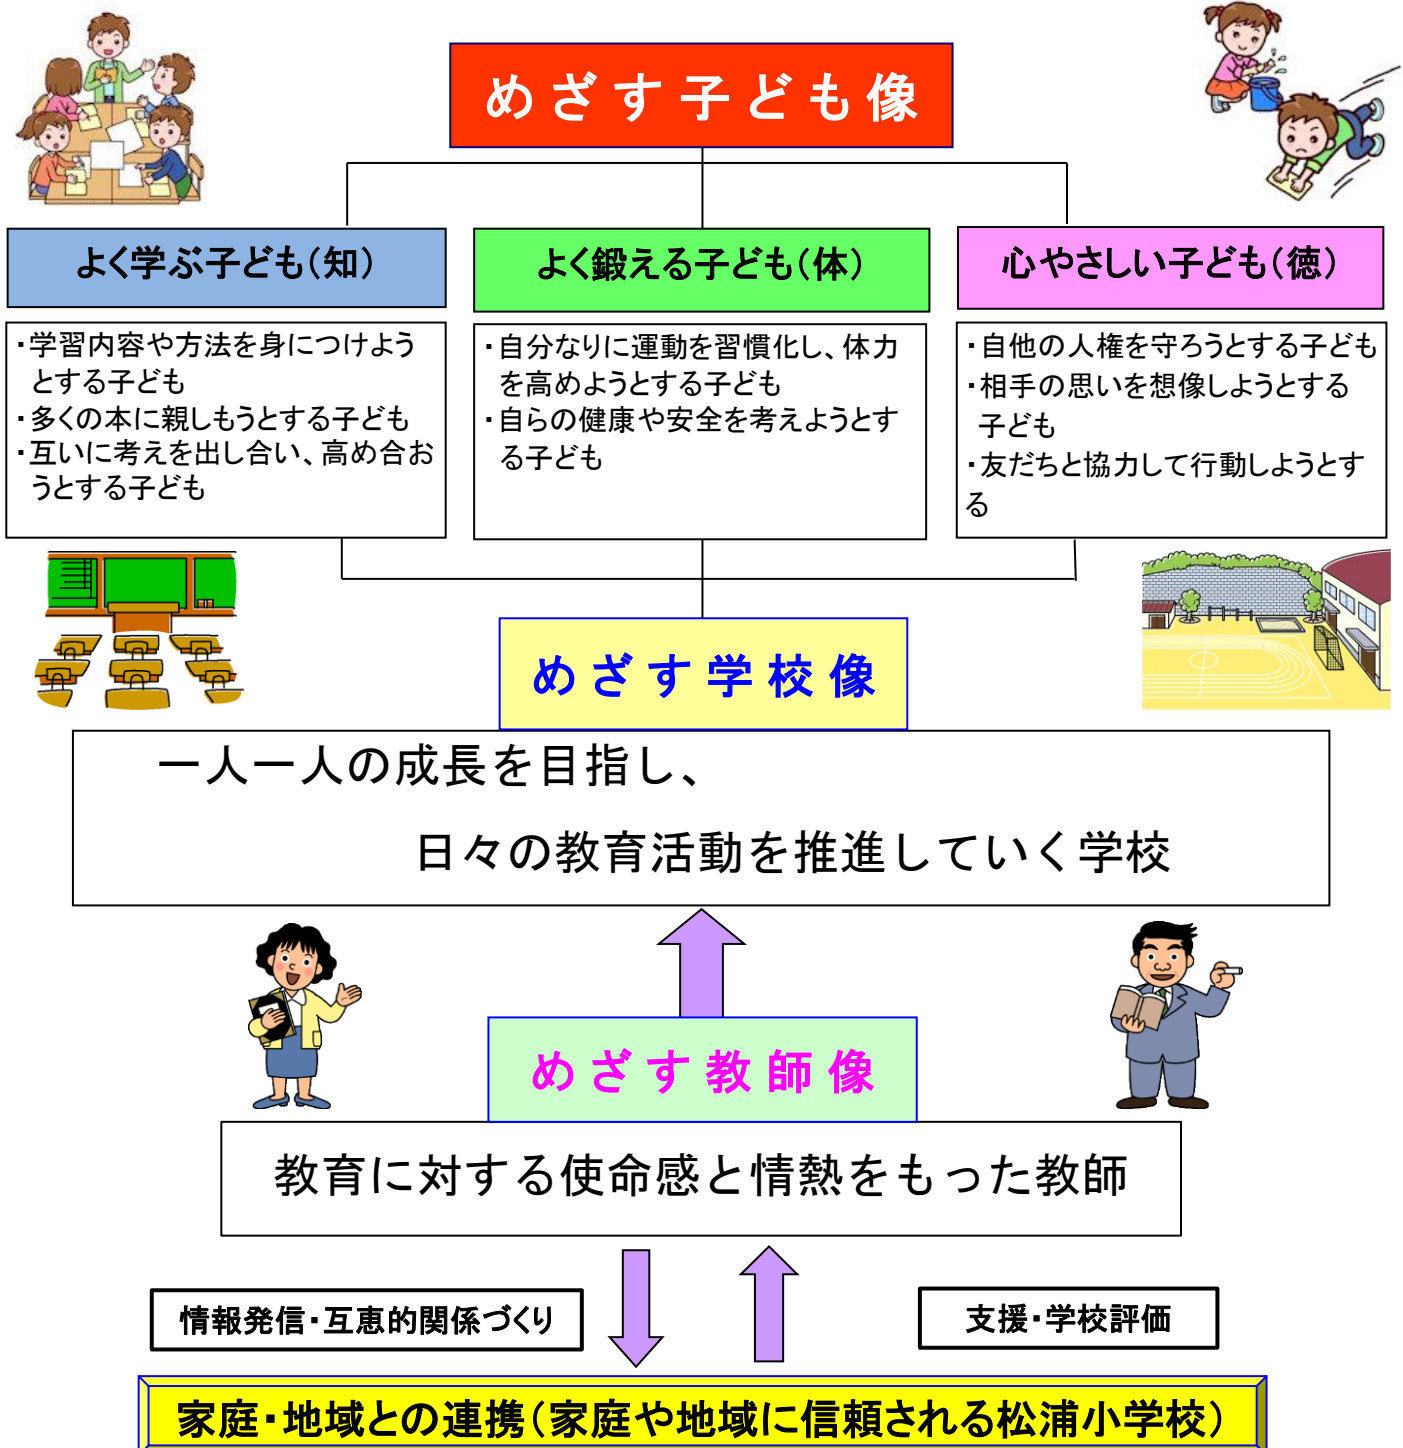 めざす子ども像
よく学ぶ子ども(知)
・学習内容や方法を身につけよう
とする子ども
・多くの本に親しもうとする子ども
・互いに考えを出し合い、高め合お
うとする子ども
よく鍛える子ども(体)
・自分なりに運動を習慣化し、体力
を高めようとする子ども
・自らの健康や安全を考えようとす
る子ども
心やさしい子ども(徳)
・自他の人権を守ろうとする子ども
・相手の思いを想像しようとする
子ども
・友だちと協力して行動しようとす
る
めざす学校像
一人一人の成長を目指し、
日々の教育活動を推進していく学校
めざす教師像
教育に対する使命感と情熱をもった教師
情報発信・互恵的関係づくり
支援・学校評価
家庭・地域との連携(家庭や地域に信頼される松浦小学校)